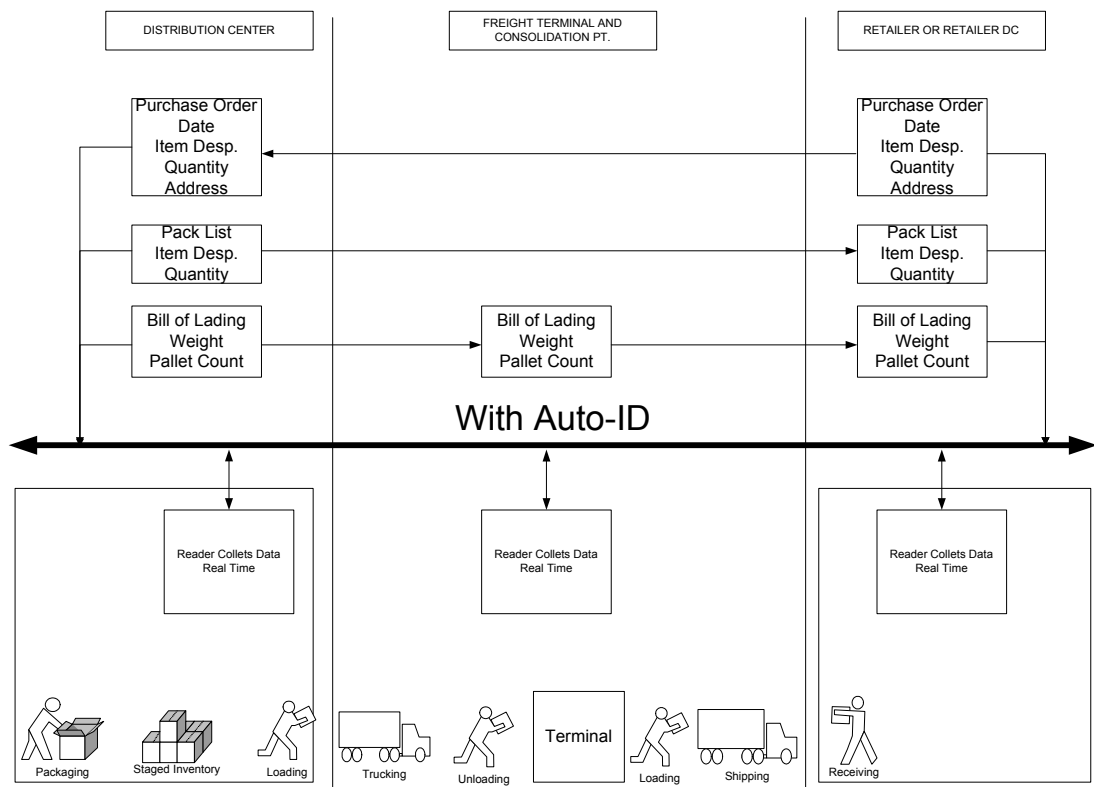 DISTRIBUTION CENTER
FREIGHT TERMINAL AND
CONSOLIDATION PT.
RETAILER OR RETAILER DC
Purchase Order
Date
Item Desp.
Quantity
Address
Purchase Order
Date
Item Desp.
Quantity
Address
Pack List
Item Desp.
Quantity
Pack List
Item Desp.
Quantity
Bill of Lading
Weight
Pallet Count
Bill of Lading
Weight
Pallet Count
Bill of Lading
Weight
Pallet Count
With Auto-ID
Reader Collets Data
Real Time
Reader Collets Data
Real Time
Reader Collets Data
Real Time
Packaging
Staged Inventory
Loading
Trucking
Unloading
Terminal
Loading
Shipping
Receiving